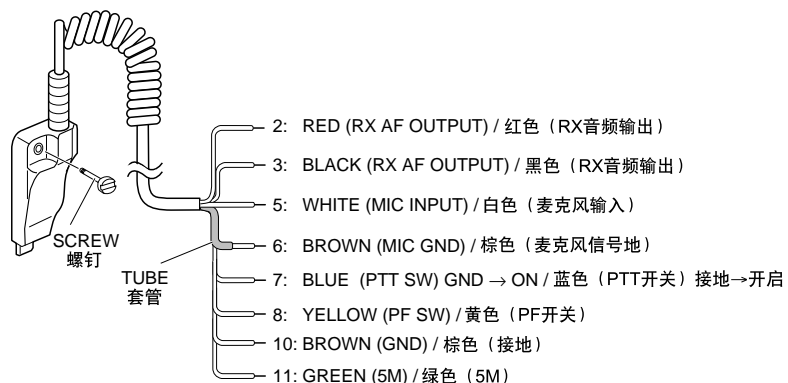 2: RED (RX AF OUTPUT) / 红色（RX音频输出）
3: BLACK (RX AF OUTPUT) / 黑色（RX音频输出）
5: WHITE (MIC INPUT) / 白色（麦克风输入）
6: BROWN (MIC GND) / 棕色（麦克风信号地）
SCREW
螺钉
TUBE
套管
7: BLUE (PTT SW) GND → ON / 蓝色（PTT开关）接地→开启
8: YELLOW (PF SW) / 黄色（PF开关）
10: BROWN (GND) / 棕色（接地）
11: GREEN (5M) / 绿色（5M）